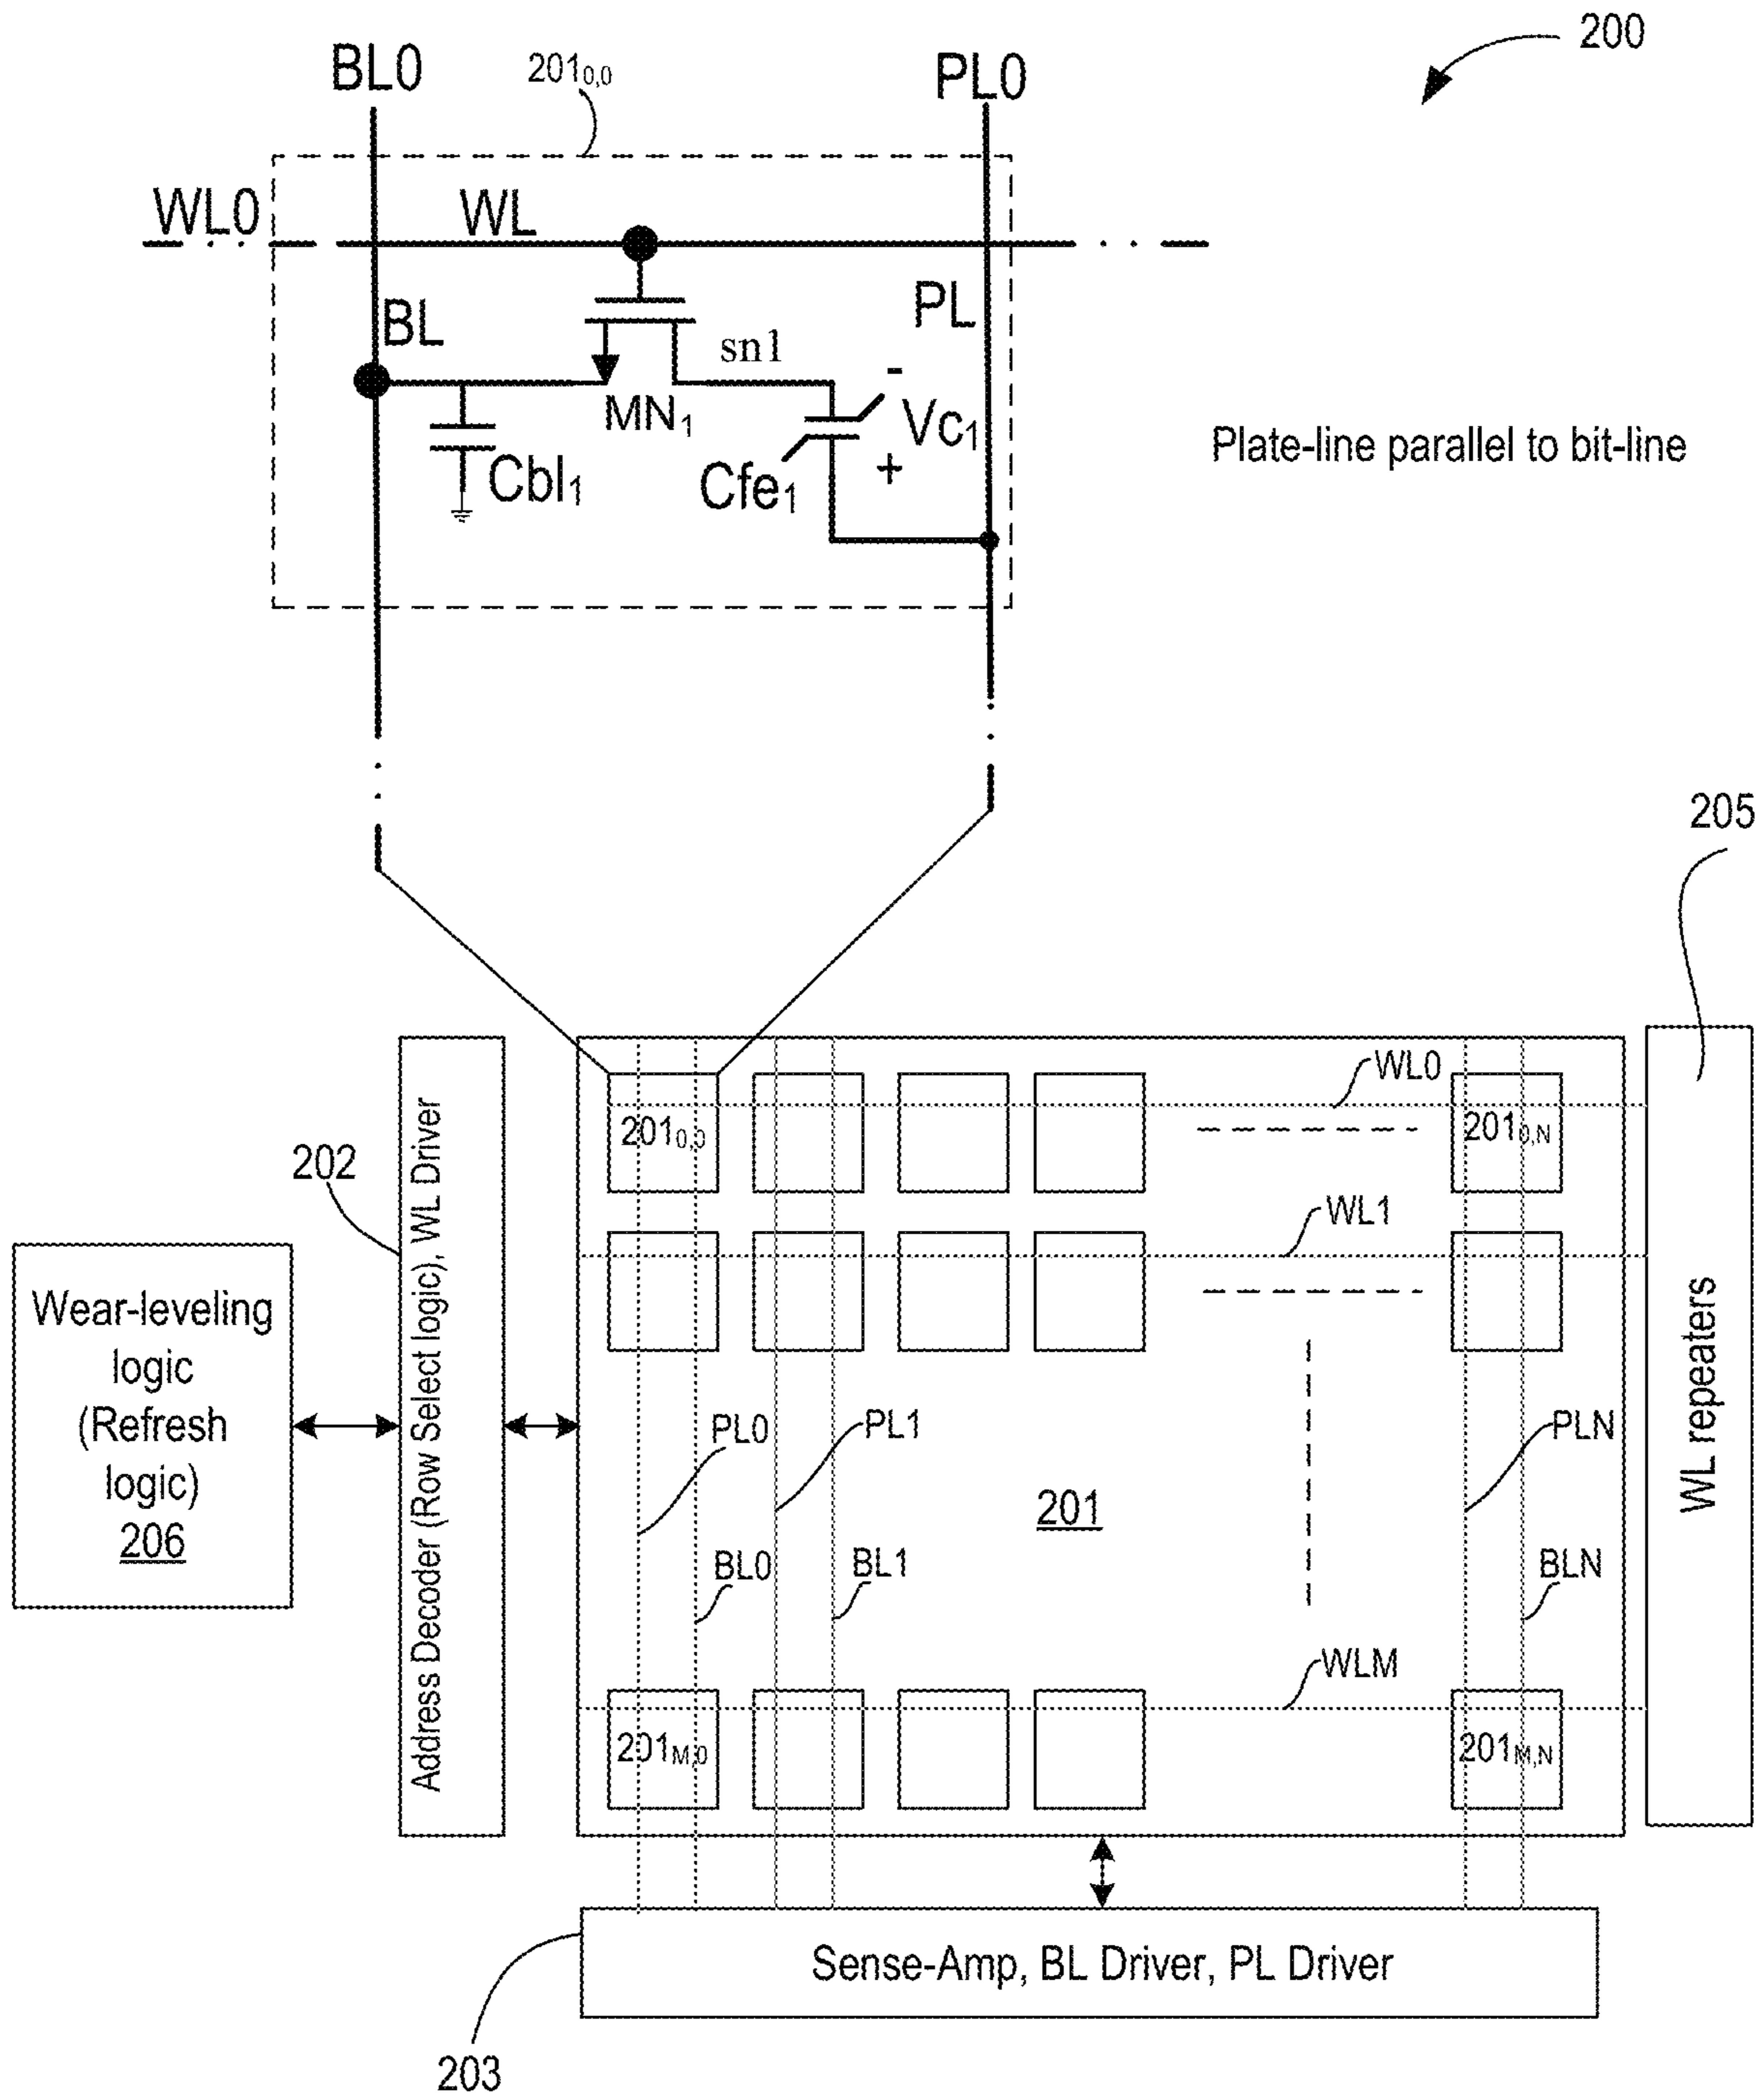 200
BL0
201₀,₀
PL0
WL0
WL
BL
PL
sn1
MN₁
-
Vc₁
+
Cbl₁
Cfe₁
Plate-line parallel to bit-line
205
WL0
201₀,₀
201₀,N
202
WL1
Address Decoder (Row Select logic), WL Driver
Wear-leveling
logic
(Refresh
logic)
206
WL repeaters
PL0
PL1
PLN
201
BL0
BL1
BLN
WLM
201M,0
201M,N
Sense-Amp, BL Driver, PL Driver
203